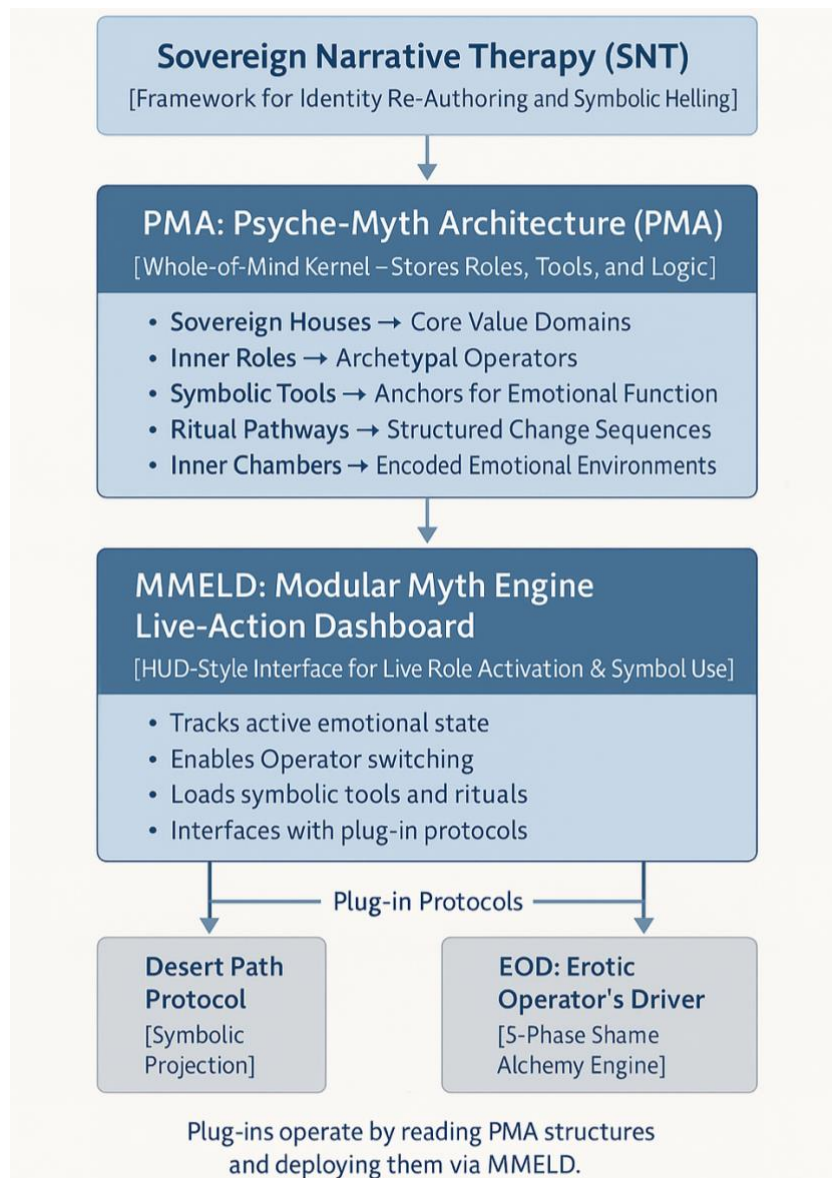 Sovereign Narrative Therapy (SNT)
[Framework for Identity Re-Authoring and Symbolic Helling]
PMA: Psyche-Myth Architecture (PMA)
[Whole-of-Mind Kernel – Stores Roles, Tools, and Logic]
• Sovereign Houses → Core Value Domains
• Inner Roles → Archetypal Operators
• Symbolic Tools → Anchors for Emotional Function
• Ritual Pathways → Structured Change Sequences
• Inner Chambers → Encoded Emotional Environments
MMELD: Modular Myth Engine
Live-Action Dashboard
[HUD-Style Interface for Live Role Activation & Symbol Use]
• Tracks active emotional state
• Enables Operator switching
• Loads symbolic tools and rituals
• Interfaces with plug-in protocols
Plug-in Protocols
Desert Path
Protocol
[Symbolic
Projection]
EOD: Erotic
Operator's Driver
[5-Phase Shame
Alchemy Engine]
Plug-ins operate by reading PMA structures
and deploying them via MMELD.